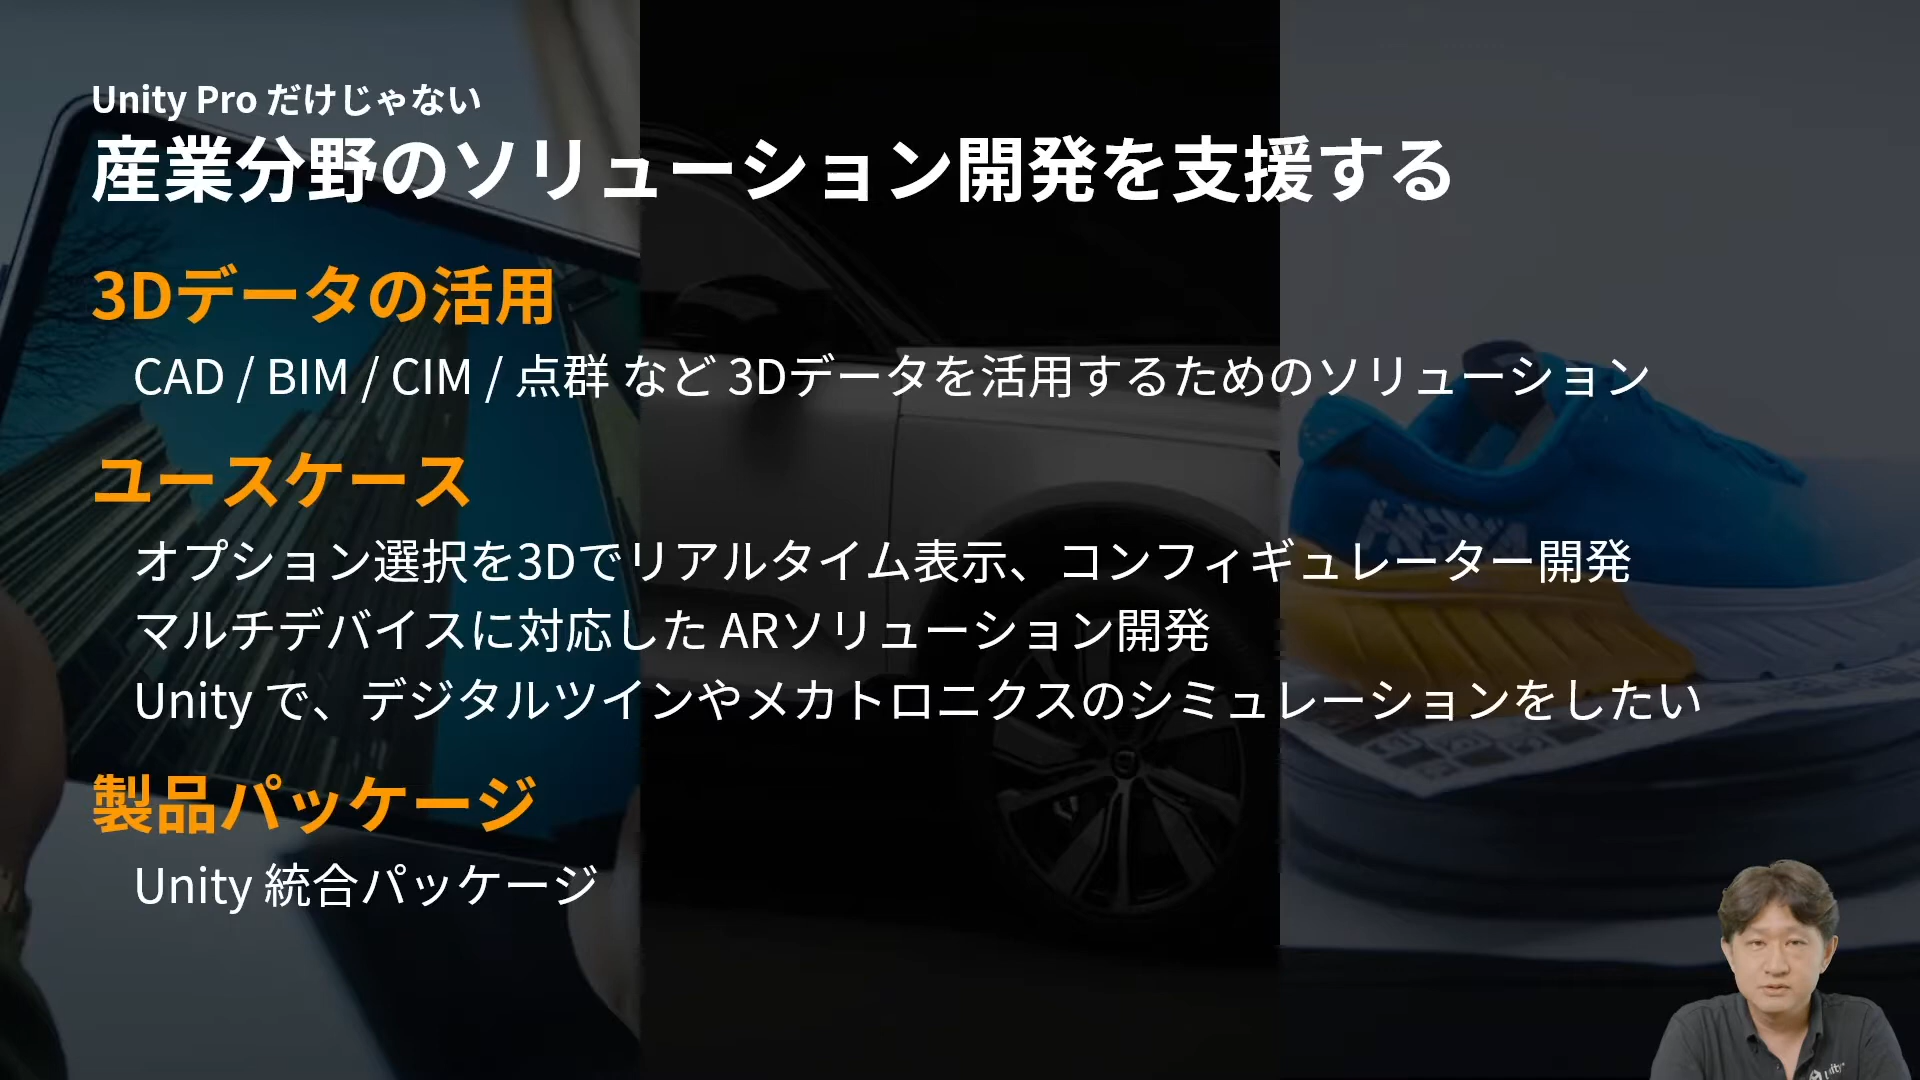 Unity Pro だけじゃない
産業分野のソリューション開発を支援する
3Dデータの活用
CAD / BIM / CIM / 点群 など 3Dデータを活用するためのソリューション
ユースケース
オプション選択を3Dでリアルタイム表示、コンフィギュレーター開発
マルチデバイスに対応した ARソリューション開発
Unity で、デジタルツインやメカトロニクスのシミュレーションをしたい
製品パッケージ
Unity 統合パッケージ
Unity